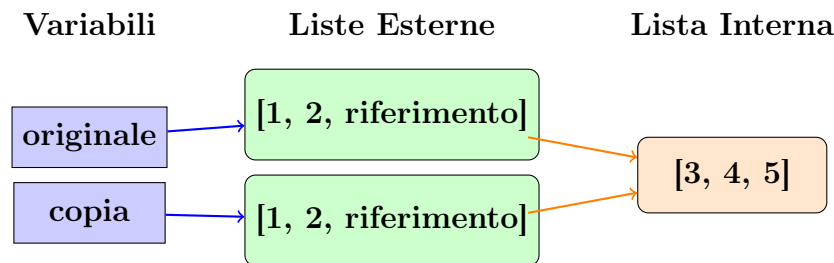 Variabili Liste Esterne Lista Interna
originale [1, 2, riferimento]
[3, 4, 5]
copia [1, 2, riferimento]